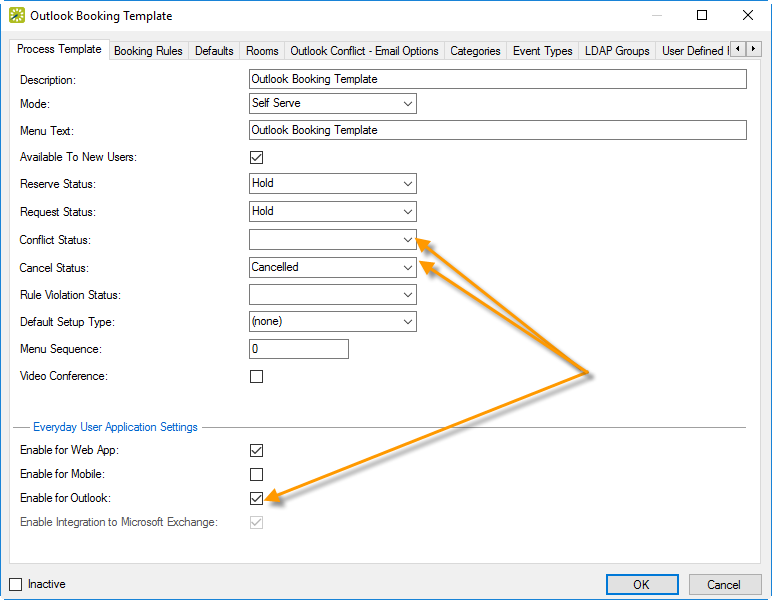 Outlook Booking Template
Process Template Booking Rules Defaults Rooms Outlook Conflict - Email Options Categories Event Types LDAP Groups User Defined
Description: Outlook Booking Template
Mode: Self Serve
Menu Text: Outlook Booking Template
Available To New Users:
Reserve Status: Hold
Request Status: Hold
Conflict Status:
Cancel Status: Cancelled
Rule Violation Status:
Default Setup Type: (none)
Menu Sequence: 0
Video Conference:
Everyday User Application Settings
Enable for Web App:
Enable for Mobile:
Enable for Outlook:
Enable Integration to Microsoft Exchange:
Inactive OK Cancel